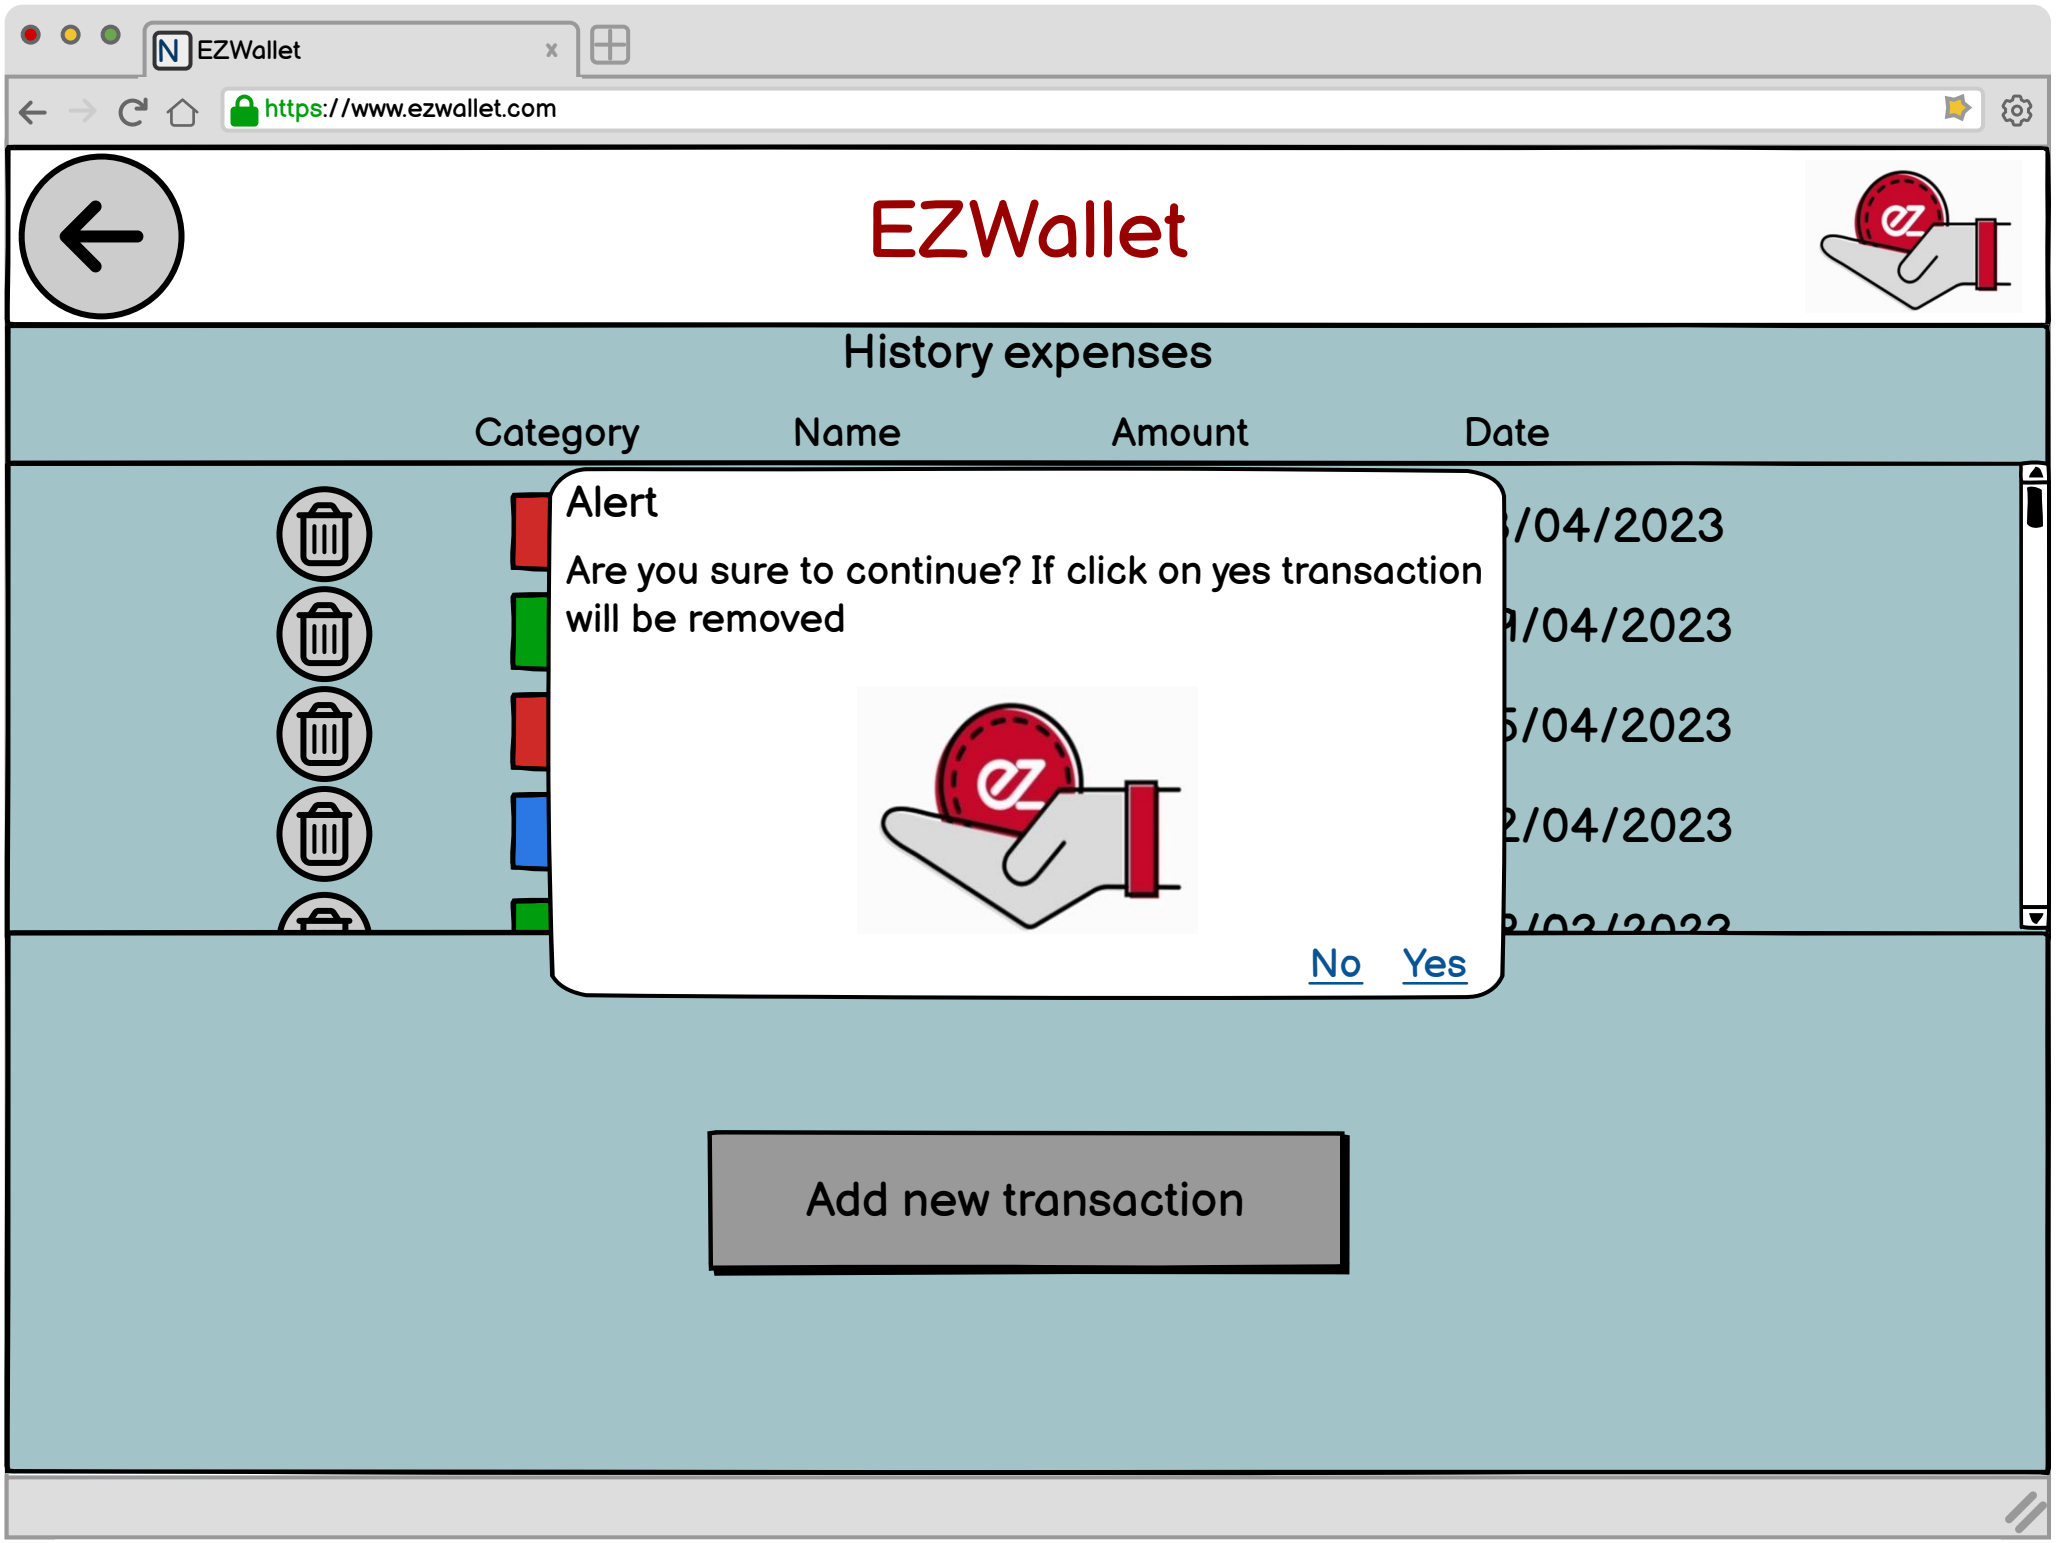 N EZWallet x
https://www.ezwallet.com
EZWallet
ez
History expenses
Category Name Amount Date
Alert
Are you sure to continue? If click on yes transaction
will be removed
ez
No Yes
/04/2023
/04/2023
/04/2023
/04/2023
Add new transaction